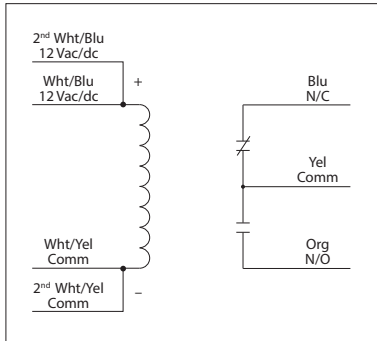 2nd Wht/Blu
12 Vac/dc
Wht/Blu
12 Vac/dc
+
Wht/Yel
Comm
2nd Wht/Yel
Comm
–
Blu
N/C
Yel
Comm
Org
N/O